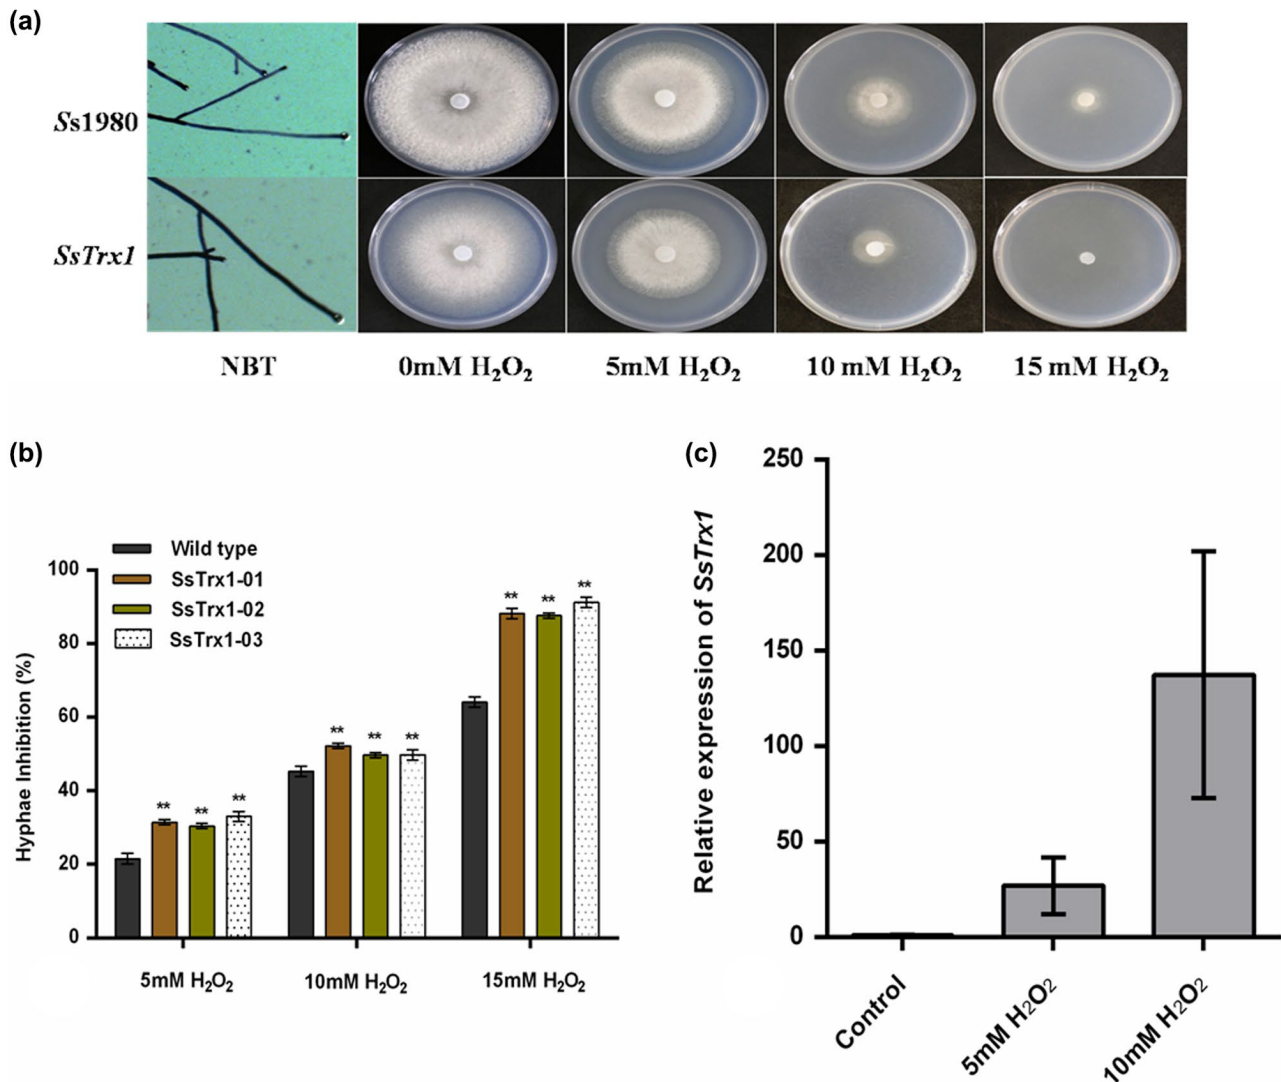 (a)
Ss1980
SsTrx1
NBT
0mM H₂O₂
5mM H₂O₂
10 mM H₂O₂
15 mM H₂O₂
(b)
Wild type
SsTrx1-01
SsTrx1-02
SsTrx1-03
Hyphae Inhibition (%)
100
80
60
40
20
0
** ** **
** ** **
** ** **
5mM H₂O₂
10mM H₂O₂
15mM H₂O₂
(c)
Relative expression of SsTrx1
250
200
150
100
50
0
Control
5mM H₂O₂
10mM H₂O₂